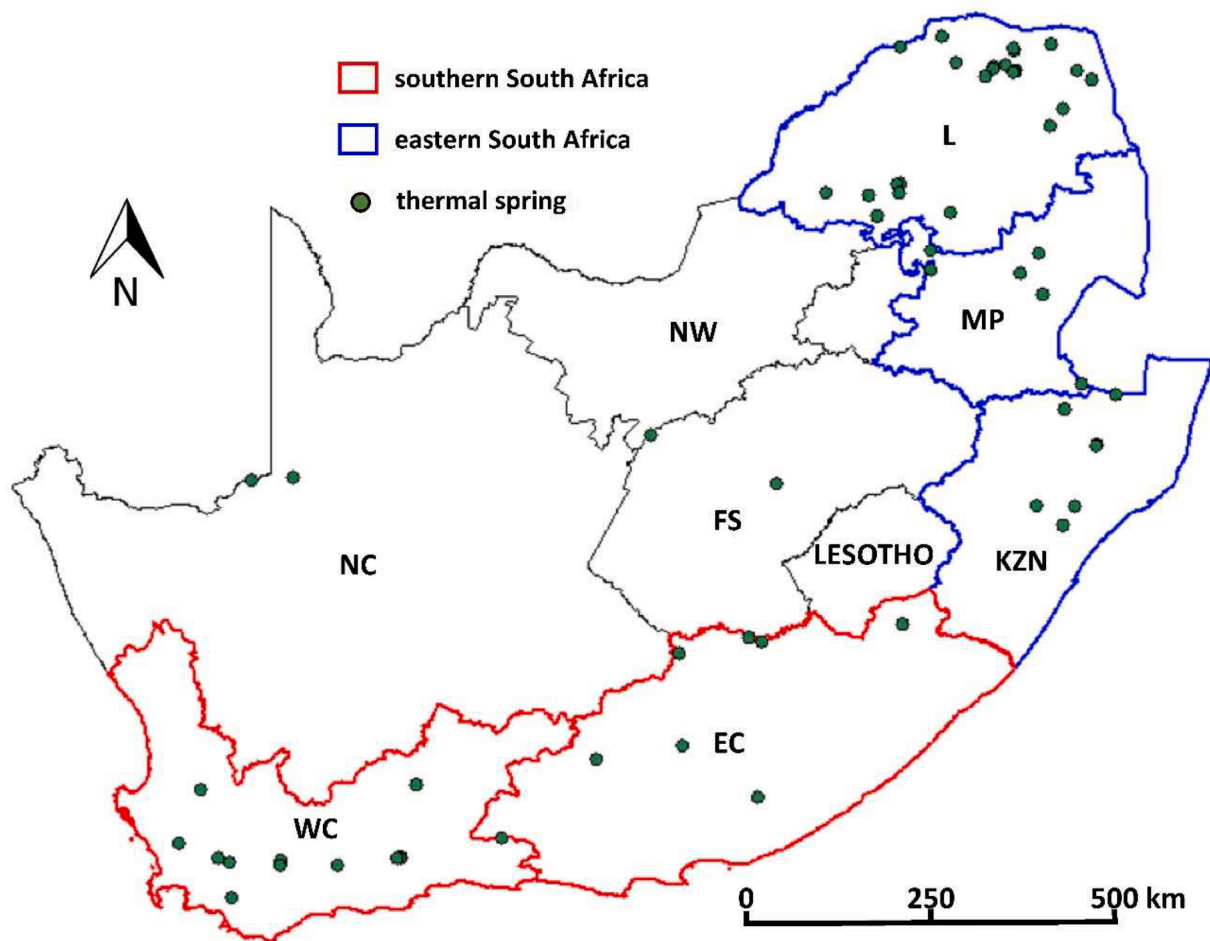 southern South Africa
eastern South Africa
thermal spring
N
L
NW
MP
FS
LESOTHO
KZN
NC
EC
WC
0 250 500 km